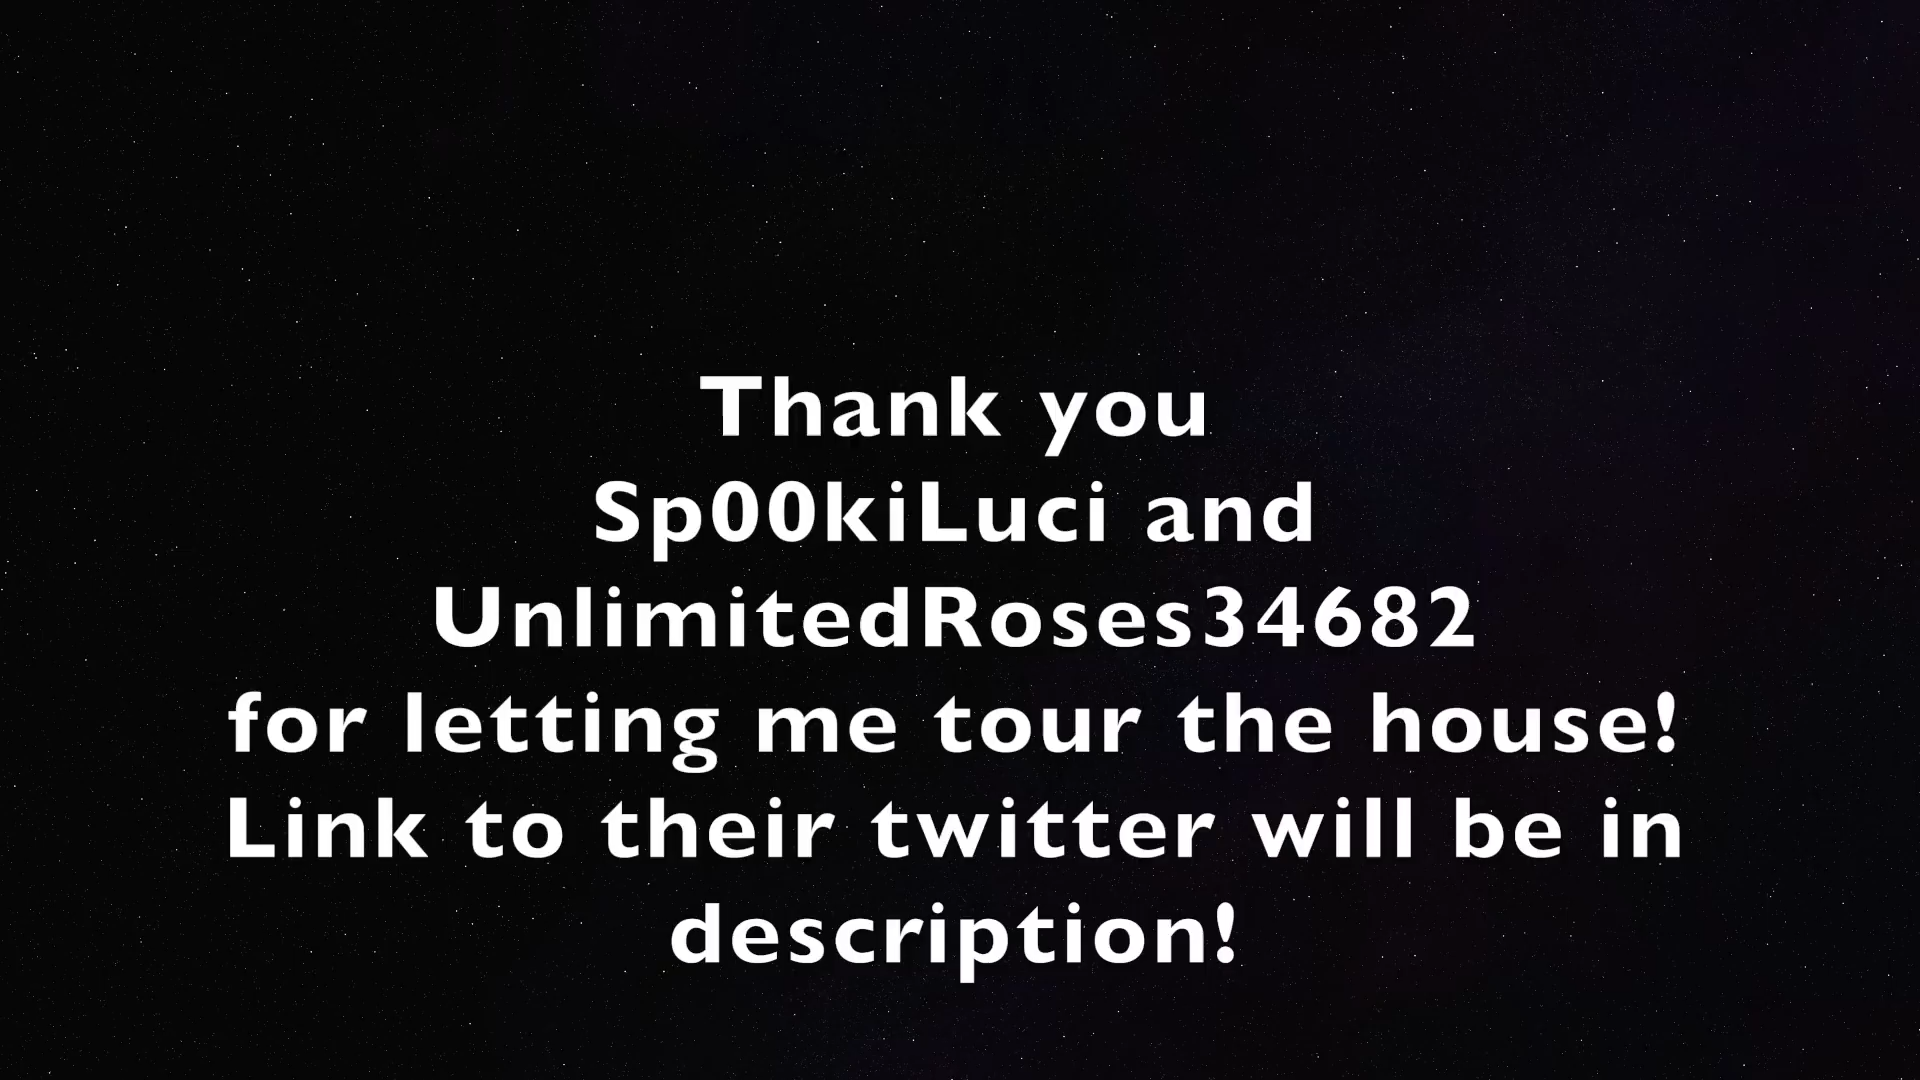 Thank you
Sp00kiLuci and
UnlimitedRoses34682
for letting me tour the house!
Link to their twitter will be in
description!